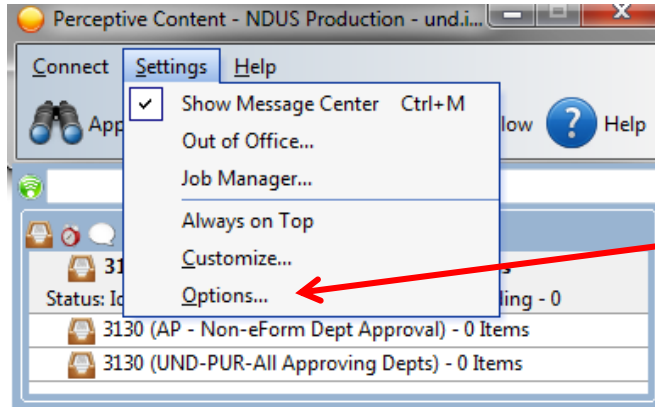 Perceptive Content - NDUS Production - und.i...
Connect Settings Help
App low Help
Show Message Center Ctrl+M
Out of Office...
Job Manager...
Always on Top
Customize...
Options...
31
Status: ling - 0
3130 (AP - Non-eForm Dept Approval) - 0 Items
3130 (UND-PUR-All Approving Depts) - 0 Items